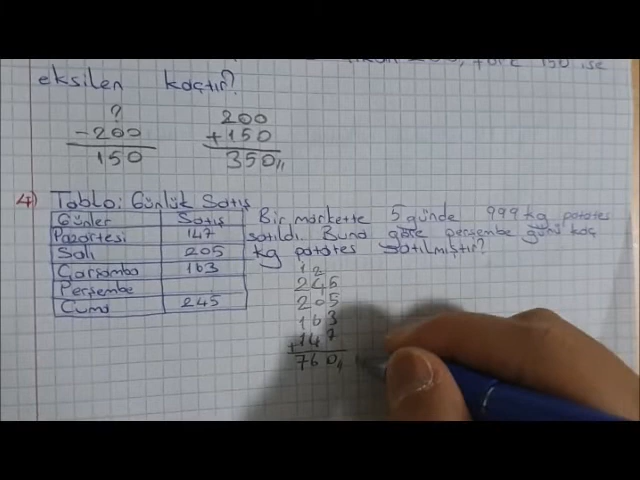 150 ise
eksilen kaçtır?
?
-200
150
200
+150
350,,
4) Tablo: Günlük Satış
Günler Satış
Pazartesi 147
Salı 205
Çarşamba 163
Perşembe
Cuma 245
Bir markette 5 günde 999 kg patates
satıldı. Buna göre perşembe günü kaç
kg patates satılmıştır?
12
245
205
163
+147
760,,